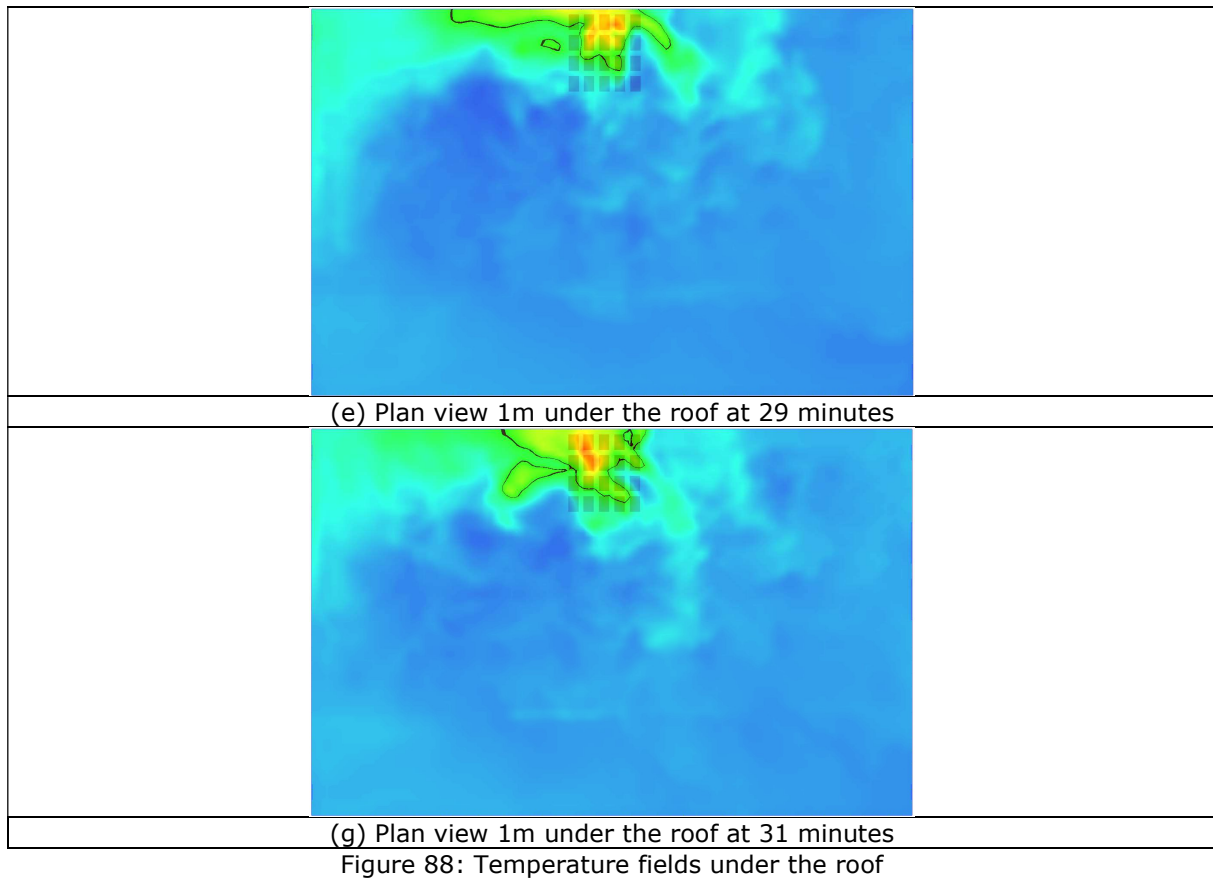 (e) Plan view 1m under the roof at 29 minutes
(g) Plan view 1m under the roof at 31 minutes
Figure 88: Temperature fields under the roof